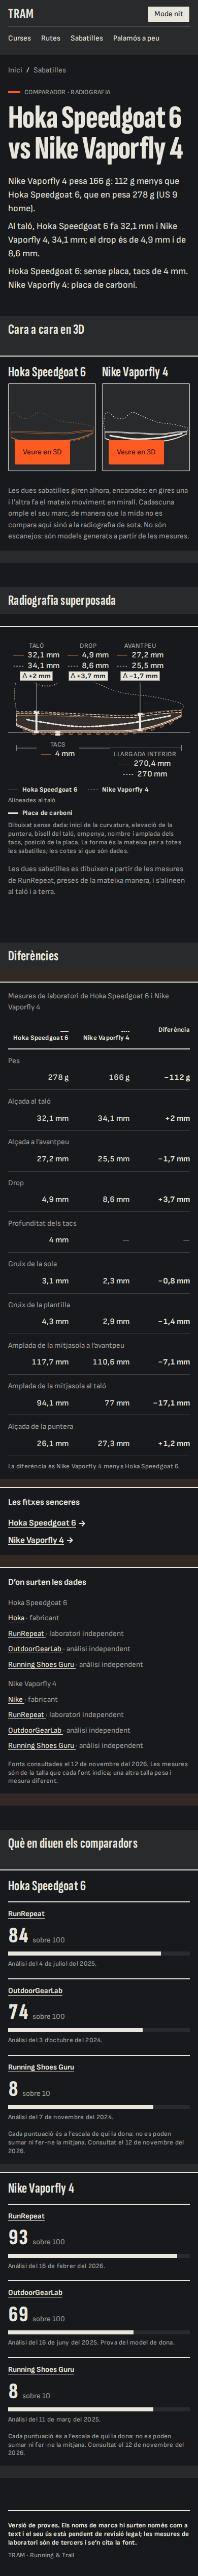 TRAM
Mode nit
Curses Rutes Sabatilles Palamós a peu
Inici / Sabatilles
COMPARADOR · RADIOGRAFIA
Hoka Speedgoat 6
vs Nike Vaporfly 4
Nike Vaporfly 4 pesa 166 g: 112 g menys que
Hoka Speedgoat 6, que en pesa 278 g (US 9
home).
Al taló, Hoka Speedgoat 6 fa 32,1 mm i Nike
Vaporfly 4, 34,1 mm; el drop és de 4,9 mm i de
8,6 mm.
Hoka Speedgoat 6: sense placa, tacs de 4 mm.
Nike Vaporfly 4: placa de carboni.
Cara a cara en 3D
Hoka Speedgoat 6 Nike Vaporfly 4
Veure en 3D Veure en 3D
Les dues sabatilles giren alhora, encarades: en gires una
i l'altra fa el mateix moviment en mirall. Cadascuna
omple el seu marc, de manera que la mida no es
compara aquí sinó a la radiografia de sota. No són
escanejos: són models generats a partir de les mesures.
Radiografia superposada
TALÓ DROP AVANTPEU
32,1 mm 4,9 mm 27,2 mm
34,1 mm 8,6 mm 25,5 mm
Δ +2 mm Δ +3,7 mm Δ −1,7 mm
TACS
4 mm
LLARGADA INTERIOR
270,4 mm
270 mm
Hoka Speedgoat 6 Nike Vaporfly 4
Alineades al taló
Placa de carboni
Dibuixat sense dada: inici de la curvatura, elevació de la
puntera, bisell del taló, empenya, nombre i amplada dels
tacs, posició de la placa. La forma és la mateixa per a totes
les sabatilles; les cotes sí que són dades.
Les dues sabatilles es dibuixen a partir de les mesures
de RunRepeat, preses de la mateixa manera, i s'alineen
al taló i a terra.
Diferències
Mesures de laboratori de Hoka Speedgoat 6 i Nike
Vaporfly 4
Hoka Speedgoat 6 Nike Vaporfly 4 Diferència
Pes
278 g 166 g −112 g
Alçada al taló
32,1 mm 34,1 mm +2 mm
Alçada a l'avantpeu
27,2 mm 25,5 mm −1,7 mm
Drop
4,9 mm 8,6 mm +3,7 mm
Profunditat dels tacs
4 mm — —
Gruix de la sola
3,1 mm 2,3 mm −0,8 mm
Gruix de la plantilla
4,3 mm 2,9 mm −1,4 mm
Amplada de la mitjasola a l'avantpeu
117,7 mm 110,6 mm −7,1 mm
Amplada de la mitjasola al taló
94,1 mm 77 mm −17,1 mm
Alçada de la puntera
26,1 mm 27,3 mm +1,2 mm
La diferència és Nike Vaporfly 4 menys Hoka Speedgoat 6.
Les fitxes senceres
Hoka Speedgoat 6 →
Nike Vaporfly 4 →
D'on surten les dades
Hoka Speedgoat 6
Hoka · fabricant
RunRepeat · laboratori independent
OutdoorGearLab · anàlisi independent
Running Shoes Guru · anàlisi independent
Nike Vaporfly 4
Nike · fabricant
RunRepeat · laboratori independent
OutdoorGearLab · anàlisi independent
Running Shoes Guru · anàlisi independent
Fonts consultades el 12 de novembre del 2026. Les mesures
són de la talla que cada font indica; una altra talla pesa i
mesura diferent.
Què en diuen els comparadors
Hoka Speedgoat 6
RunRepeat
84 sobre 100
Anàlisi del 4 de juliol del 2025.
OutdoorGearLab
74 sobre 100
Anàlisi del 3 d'octubre del 2024.
Running Shoes Guru
8 sobre 10
Anàlisi del 7 de novembre del 2024.
Cada puntuació és a l'escala de qui la dona: no es poden
sumar ni fer-ne la mitjana. Consultat el 12 de novembre del
2026.
Nike Vaporfly 4
RunRepeat
93 sobre 100
Anàlisi del 16 de febrer del 2026.
OutdoorGearLab
69 sobre 100
Anàlisi del 16 de juny del 2025. Prova del model de dona.
Running Shoes Guru
8 sobre 10
Anàlisi del 11 de març del 2025.
Cada puntuació és a l'escala de qui la dona: no es poden
sumar ni fer-ne la mitjana. Consultat el 12 de novembre del
2026.
Versió de proves. Els noms de marca hi surten només com a
text i el seu ús està pendent de revisió legal; les mesures de
laboratori són de tercers i se'n cita la font.
TRAM · Running & Trail